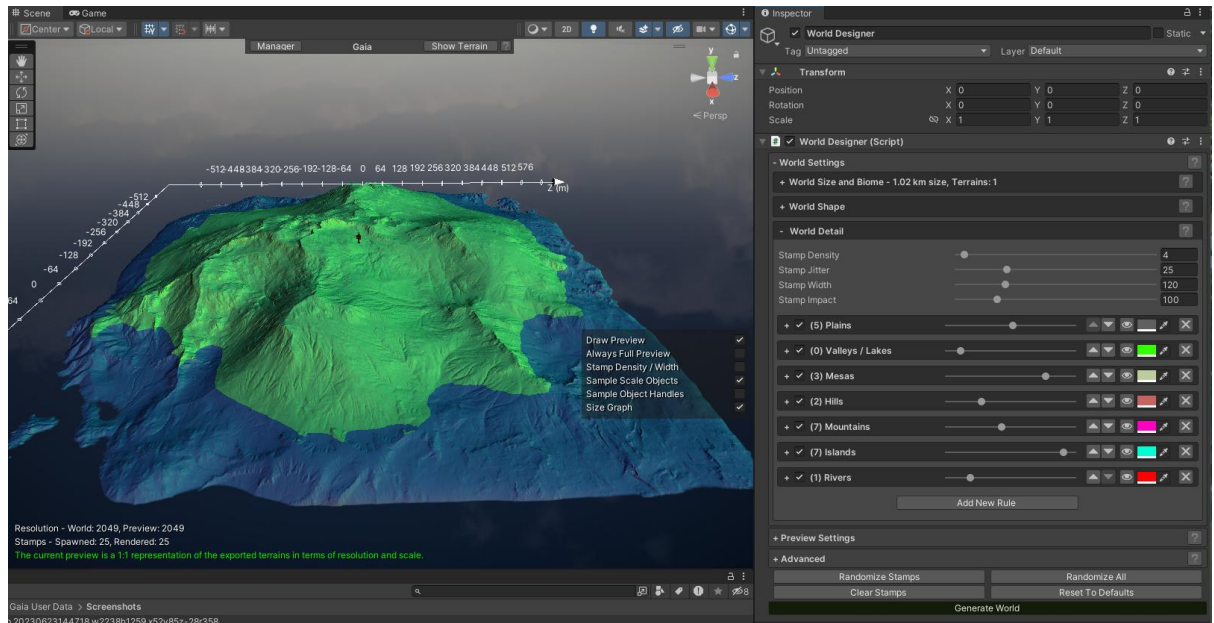 Scene Game
Center Local
2D
Manager Gaia Show Terrain ?
y
z
x
Persp
-512-448384-320-256-192-128-64 0 64 128 192 256 320 384 448 512 576
Z (m)
-512
-448
-384
-320
-256
-192
-128
-64
0
64
Draw Preview
Always Full Preview
Stamp Density / Width
Sample Scale Objects
Sample Object Handles
Size Graph
Resolution - World: 2049, Preview: 2049
Stamps - Spawned: 25, Rendered: 25
The current preview is a 1:1 representation of the exported terrains in terms of resolution and scale.
8
Gaia User Data > Screenshots
Inspector
World Designer Static
Tag Untagged Layer Default
Transform
Position X 0 Y 0 Z 0
Rotation X 0 Y 0 Z 0
Scale X 1 Y 1 Z 1
# World Designer (Script)
- World Settings ?
+ World Size and Biome - 1.02 km size, Terrains: 1 ?
+ World Shape ?
- World Detail ?
Stamp Density 4
Stamp Jitter 25
Stamp Width 120
Stamp Impact 100
+ (5) Plains
+ (0) Valleys / Lakes
+ (3) Mesas
+ (2) Hills
+ (7) Mountains
+ (7) Islands
+ (1) Rivers
Add New Rule
+ Preview Settings ?
+ Advanced ?
Randomize Stamps Randomize All
Clear Stamps Reset To Defaults
Generate World